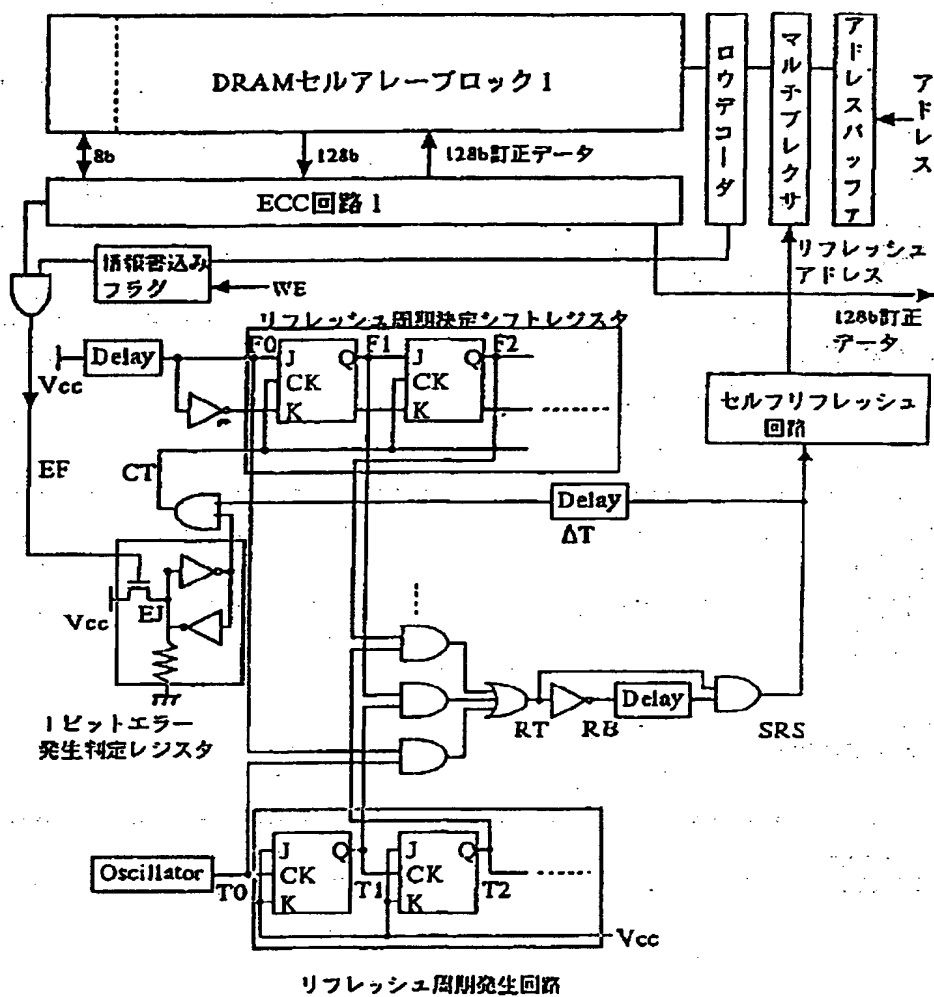 DRAMセルアレーブロック1
ロウデコーダ
マルチプレクサ
アドレスバッファ
アドレス
8b
128b
128b訂正データ
ECC回路1
情報書込み
フラグ
WE
リフレッシュ
アドレス
128b訂正
データ
リフレッシュ周期決定シフトレジスタ
Delay
Vcc
F0
J
Q
CK
K
F1
J
Q
CK
K
F2
セルフリフレッシュ
回路
EF
CT
Delay
ΔT
Vcc
EJ
1ビットエラー
発生判定レジスタ
RT
RB
Delay
SRS
Oscillator
T0
J
Q
CK
K
T1
J
Q
CK
K
T2
Vcc
リフレッシュ周期発生回路